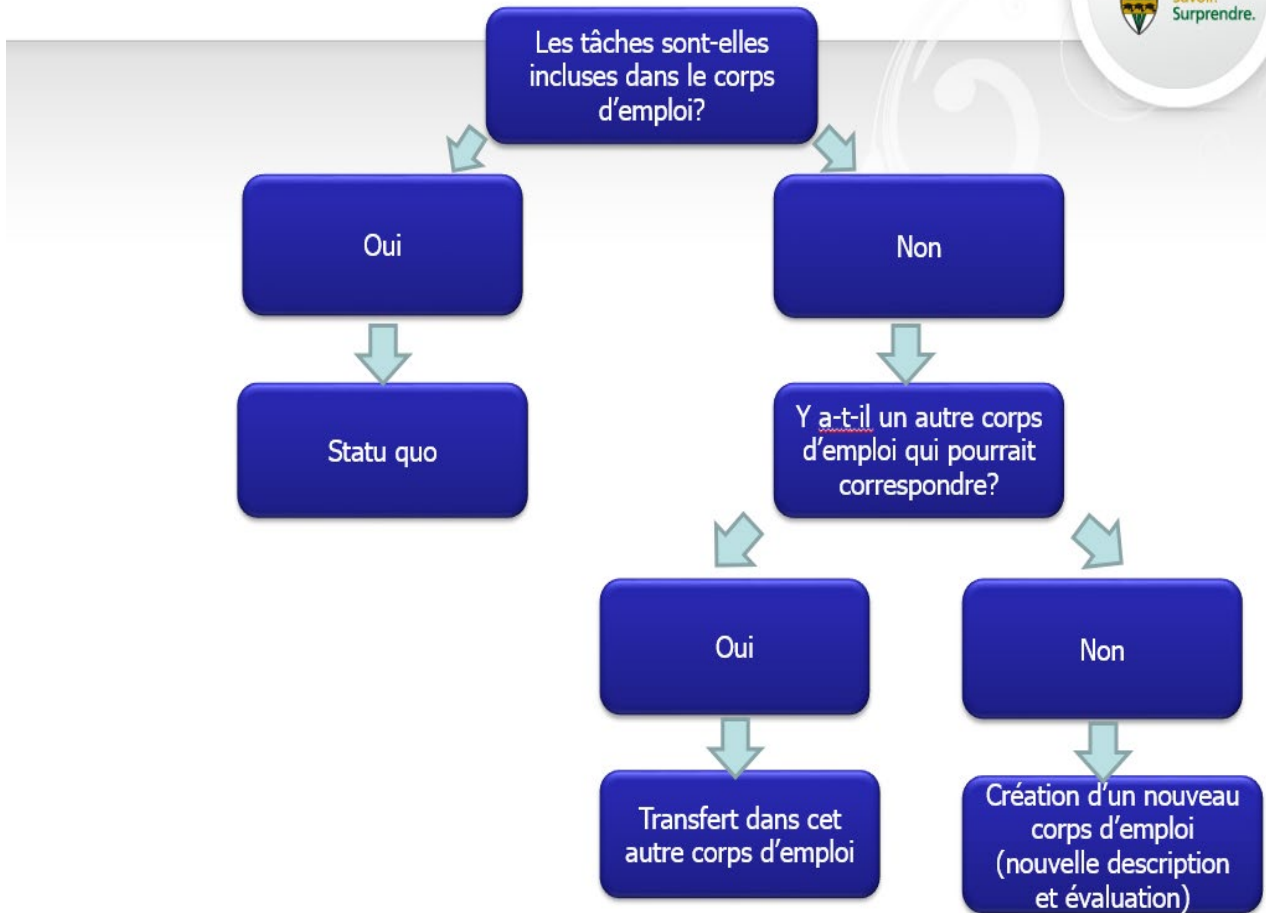 Savoir.
Surprendre.
Les tâches sont-elles
incluses dans le corps
d'emploi?
Oui
Non
Statu quo
Y a-t-il un autre corps
d'emploi qui pourrait
correspondre?
Oui
Non
Transfert dans cet
autre corps d'emploi
Création d'un nouveau
corps d'emploi
(nouvelle description
et évaluation)